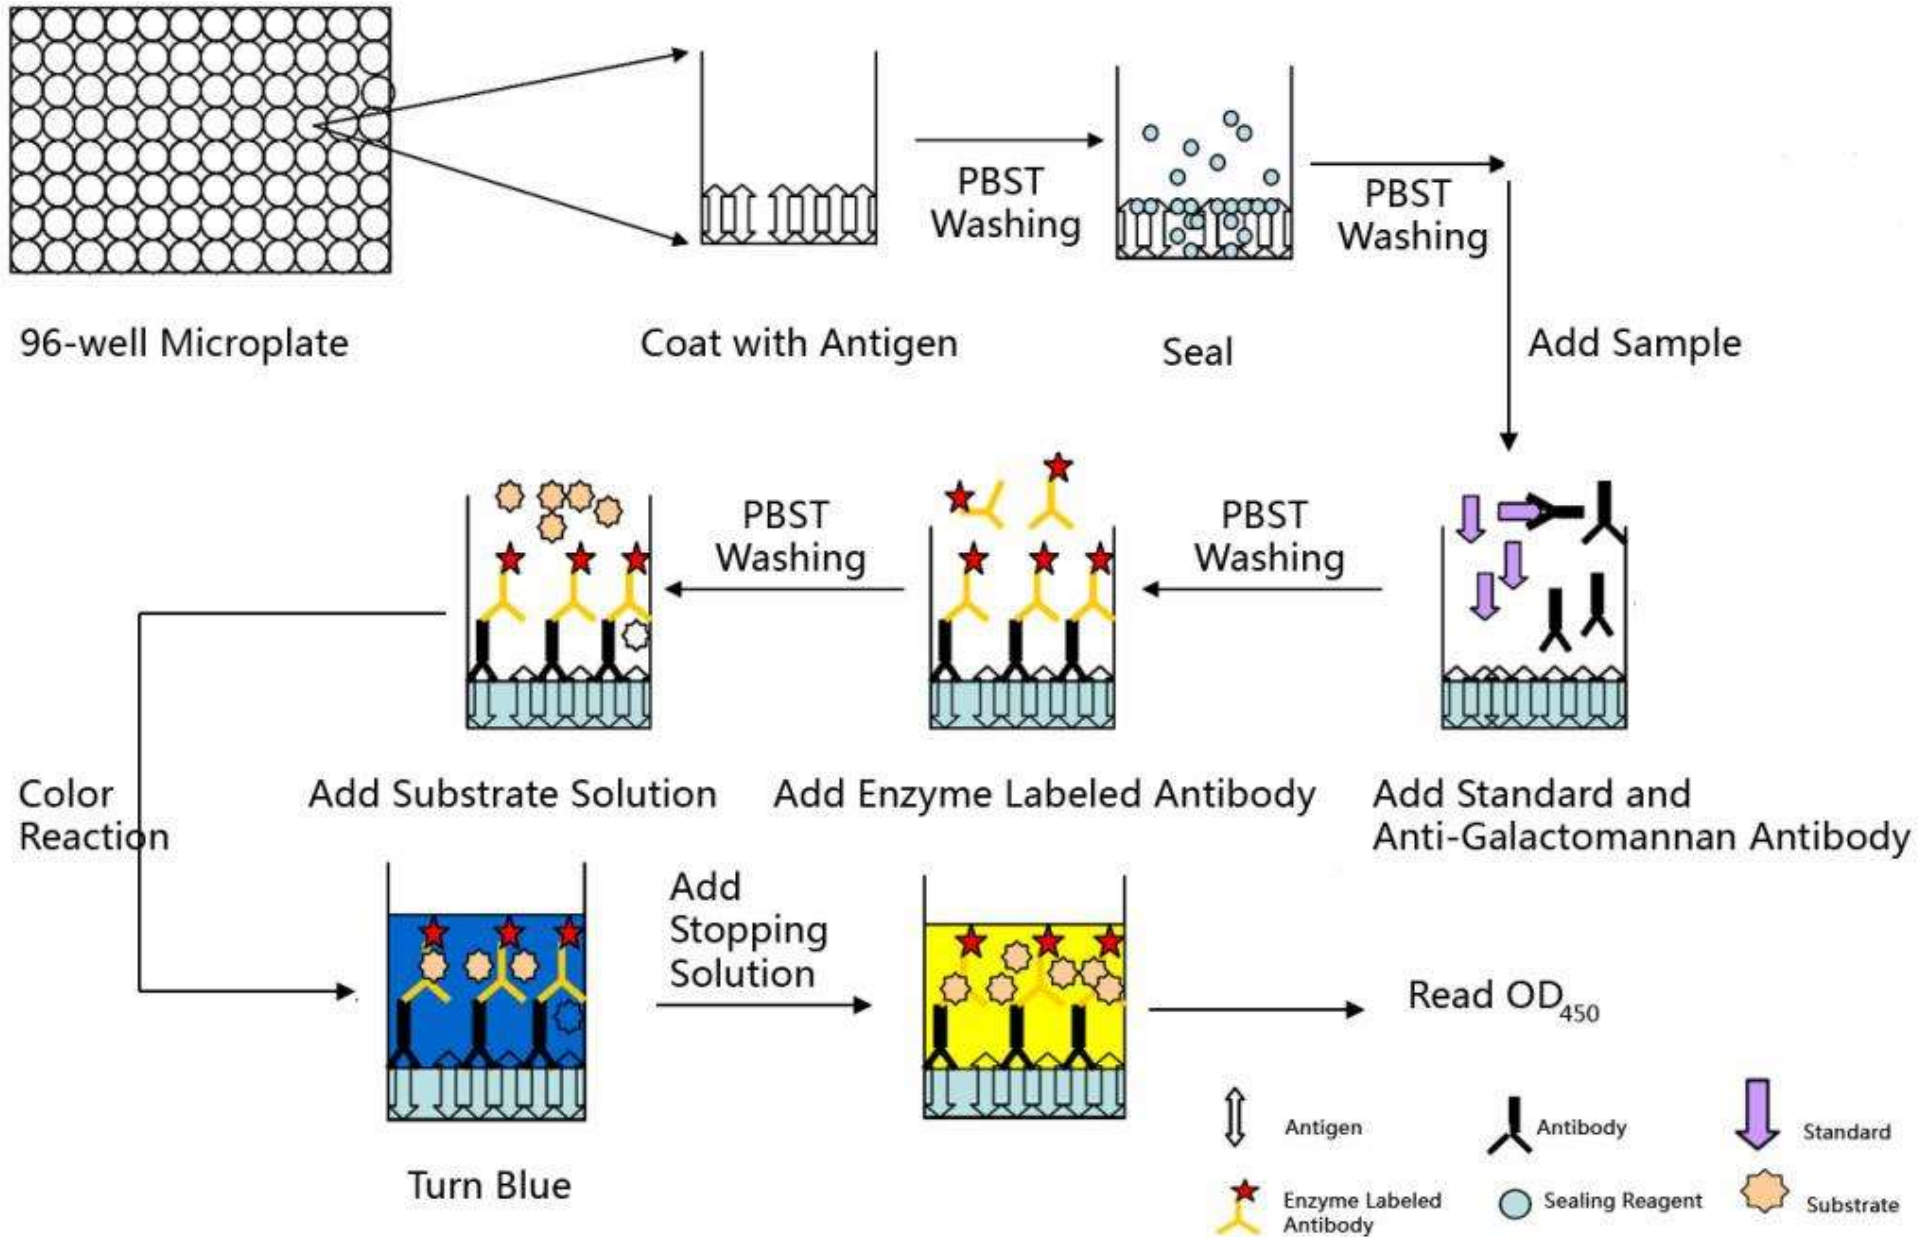 PBST
Washing
PBST
Washing
96-well Microplate
Coat with Antigen
Seal
Add Sample
PBST
Washing
PBST
Washing
Color
Reaction
Add Substrate Solution
Add Enzyme Labeled Antibody
Add Standard and
Anti-Galactomannan Antibody
Add
Stopping
Solution
Read OD450
Turn Blue
Antigen
Antibody
Standard
Enzyme Labeled
Antibody
Sealing Reagent
Substrate